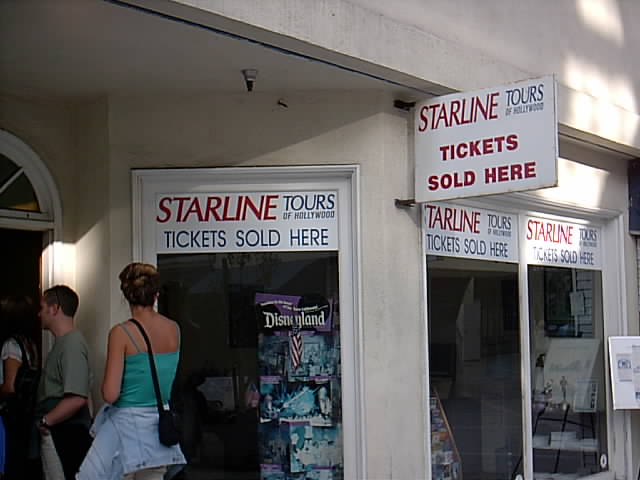 STARLINE TOURS
OF HOLLYWOOD
TICKETS
SOLD HERE
STARLINE TOURS
OF HOLLYWOOD
TICKETS SOLD HERE
TARLINE TOURS
OF HOLLYWOOD
TICKETS SOLD HERE
STARLINE TOURS
OF HOLLYWOOD
TICKETS SOLD HERE
Disneyland